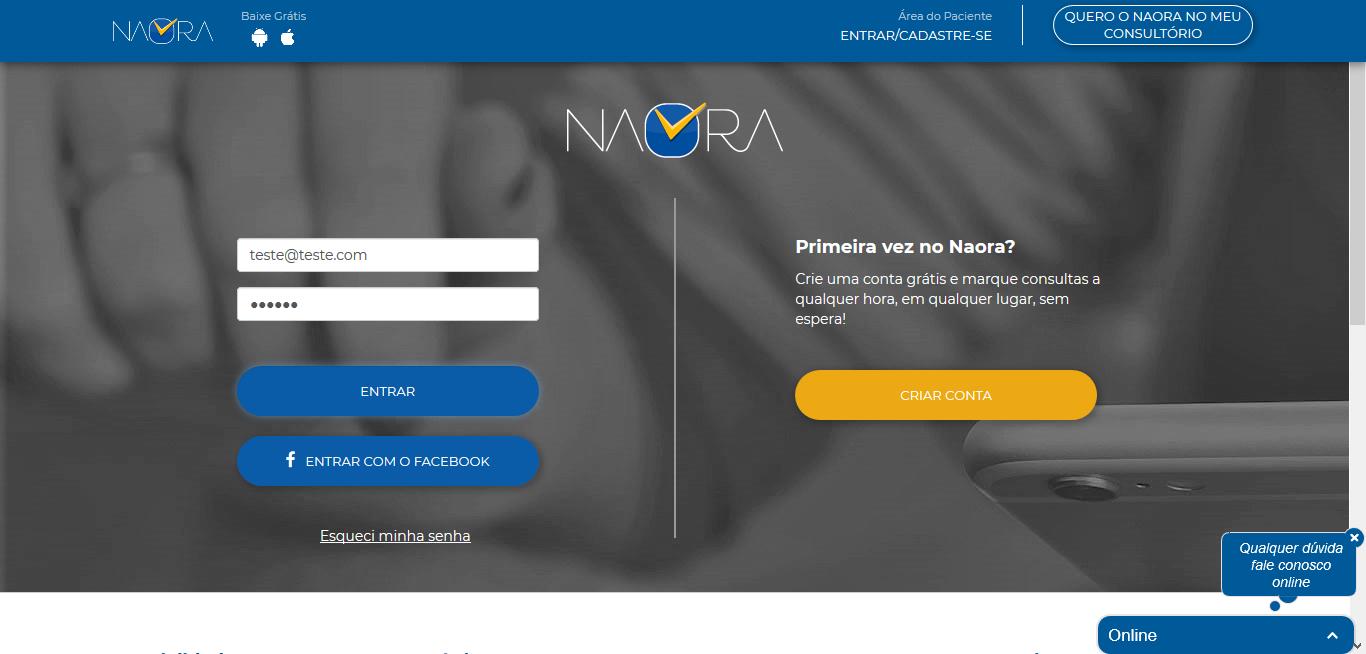 NAORA
Baixe Grátis
Área do Paciente
ENTRAR/CADASTRE-SE
QUERO O NAORA NO MEU
CONSULTÓRIO
NAORA
teste@teste.com
••••••
ENTRAR
ENTRAR COM O FACEBOOK
Esqueci minha senha
Primeira vez no Naora?
Crie uma conta grátis e marque consultas a
qualquer hora, em qualquer lugar, sem
espera!
CRIAR CONTA
Qualquer dúvida
fale conosco
online
Online